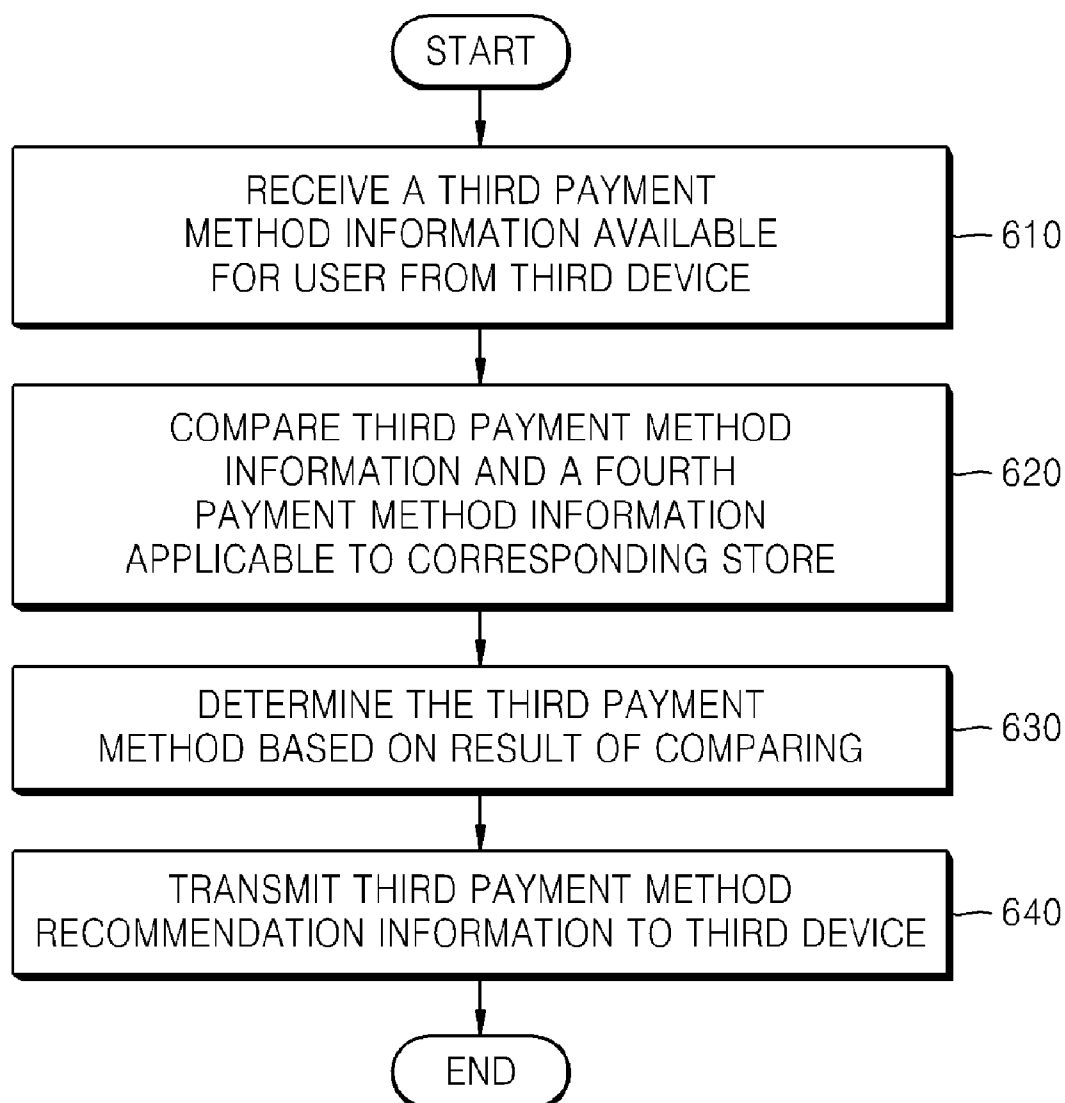 START
RECEIVE A THIRD PAYMENT
METHOD INFORMATION AVAILABLE
FOR USER FROM THIRD DEVICE
610
COMPARE THIRD PAYMENT METHOD
INFORMATION AND A FOURTH
PAYMENT METHOD INFORMATION
APPLICABLE TO CORRESPONDING STORE
620
DETERMINE THE THIRD PAYMENT
METHOD BASED ON RESULT OF COMPARING
630
TRANSMIT THIRD PAYMENT METHOD
RECOMMENDATION INFORMATION TO THIRD DEVICE
640
END